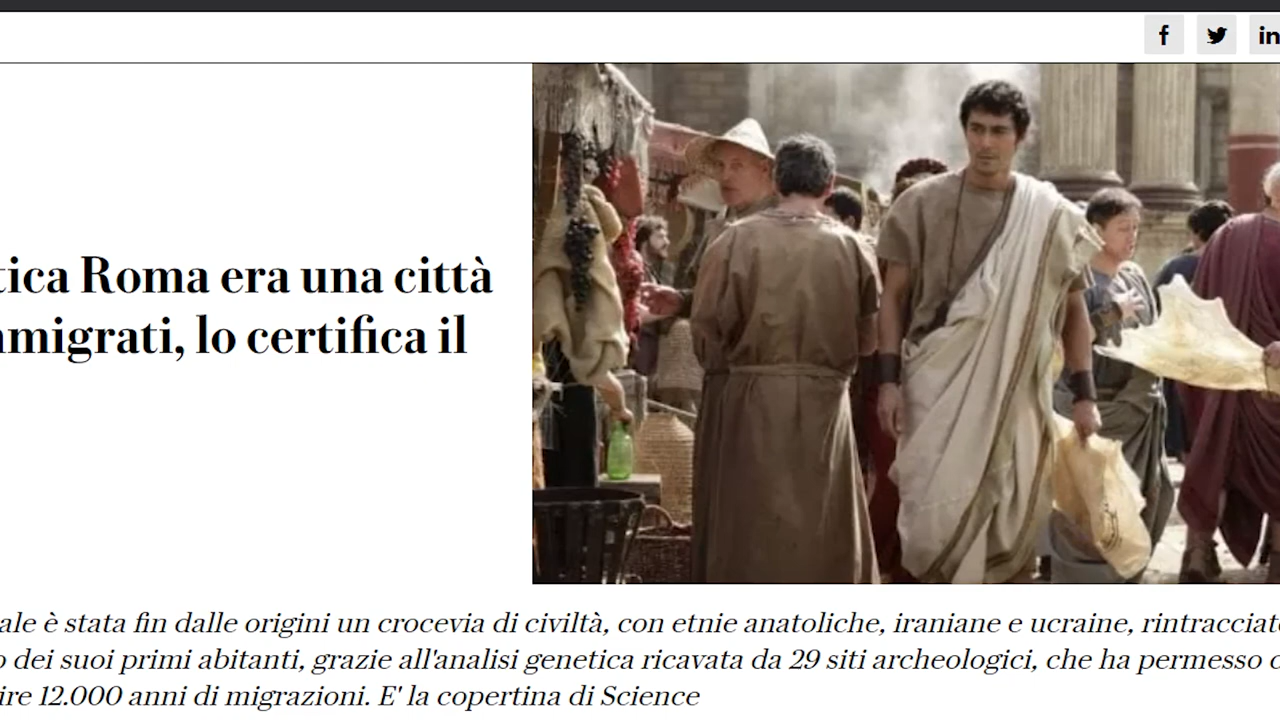 f
in
tica Roma era una città
migrati, lo certifica il
ale è stata fin dalle origini un crocevia di civiltà, con etnie anatoliche, iraniane e ucraine, rintracciat
o dei suoi primi abitanti, grazie all'analisi genetica ricavata da 29 siti archeologici, che ha permesso
ire 12.000 anni di migrazioni. E' la copertina di Science